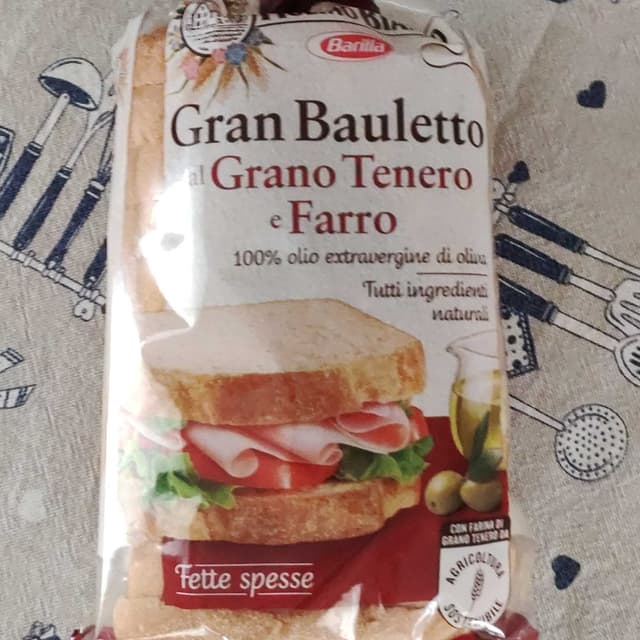 Barilla
Gran Bauletto
al Grano Tenero
e Farro
100% olio extravergine di oliva
Tutti ingredienti
naturali
Fette spesse
CON FARINA DI
GRANO TENERO DA
AGRICOLTURA